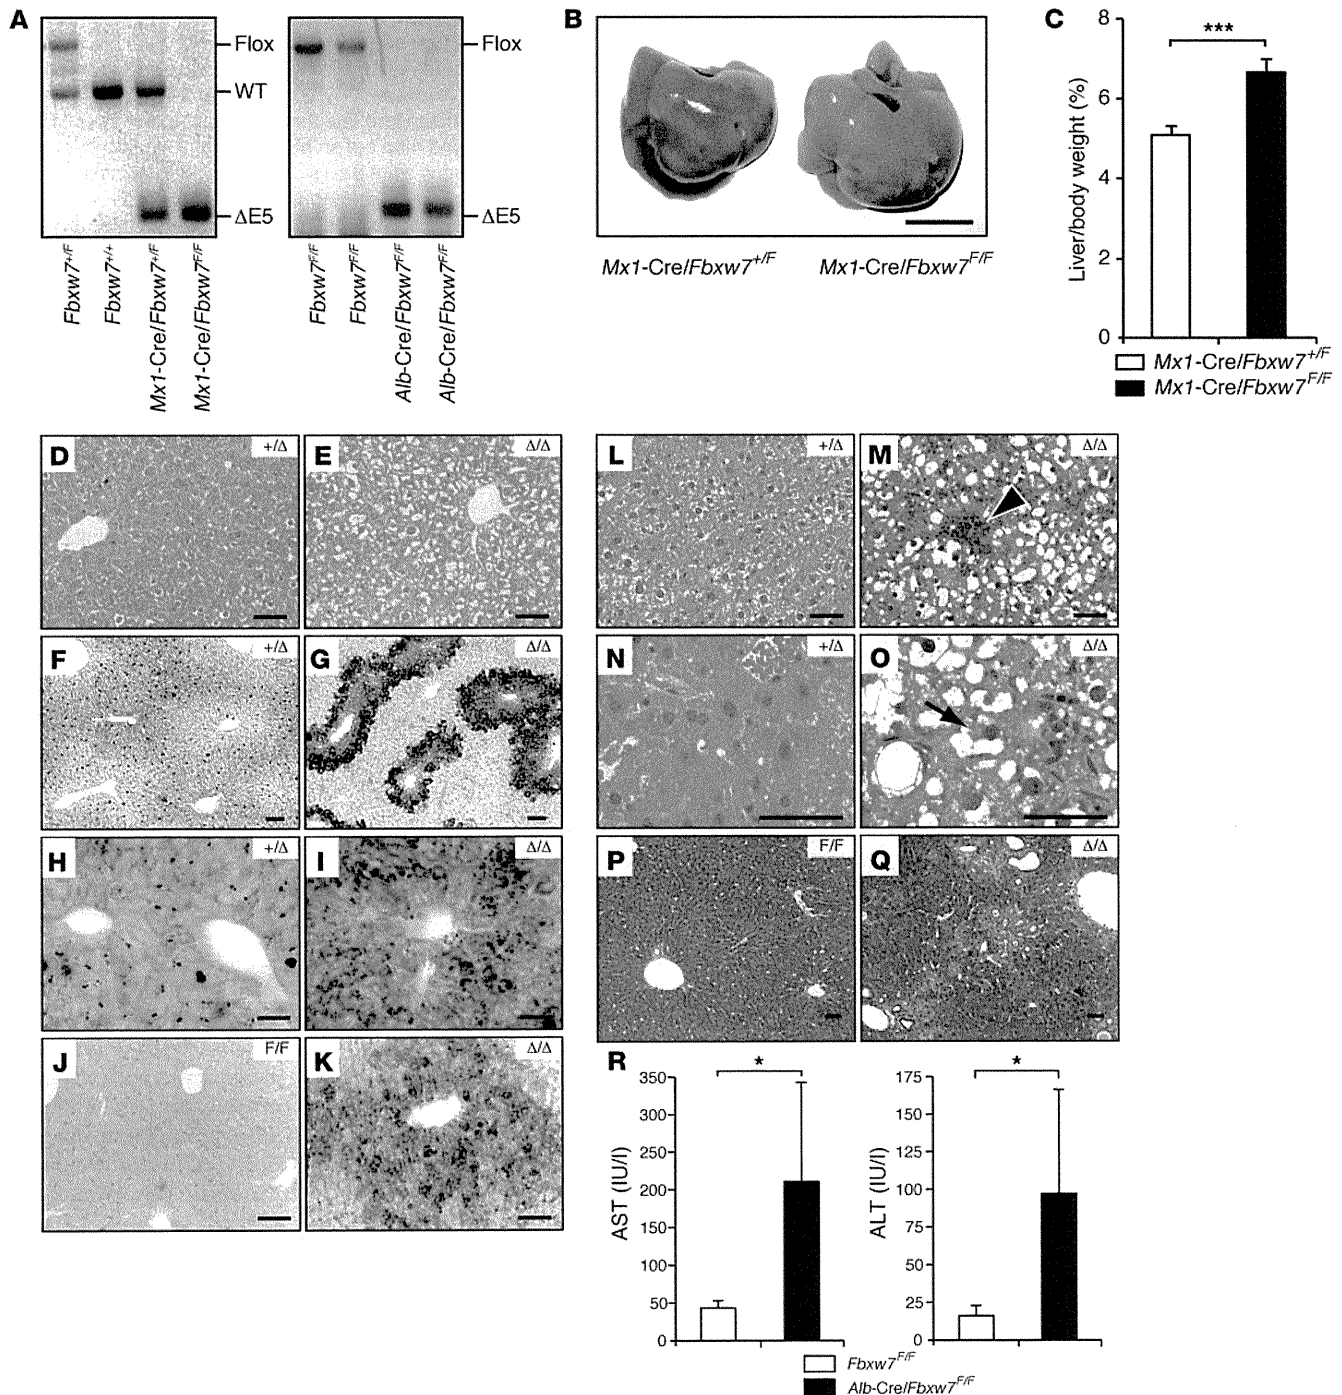 A
Flox
WT
ΔE5
Fbxw7+/F
Fbxw7+/+
Mx1-Cre/Fbxw7+/F
Mx1-Cre/Fbxw7F/F
Flox
ΔE5
Fbxw7F/F
Fbxw7F/F
Alb-Cre/Fbxw7F/F
Alb-Cre/Fbxw7F/F
B
Mx1-Cre/Fbxw7+/F
Mx1-Cre/Fbxw7F/F
C
Liver/body weight (%)
8
6
4
2
0
***
Mx1-Cre/Fbxw7+/F
Mx1-Cre/Fbxw7F/F
D
+/Δ
E
Δ/Δ
F
+/Δ
G
Δ/Δ
H
+/Δ
I
Δ/Δ
J
F/F
K
Δ/Δ
L
+/Δ
M
Δ/Δ
N
+/Δ
O
Δ/Δ
P
F/F
Q
Δ/Δ
R
AST (IU/l)
350
300
250
200
150
100
50
0
*
ALT (IU/l)
175
150
125
100
75
50
25
0
*
Fbxw7F/F
Alb-Cre/Fbxw7F/F